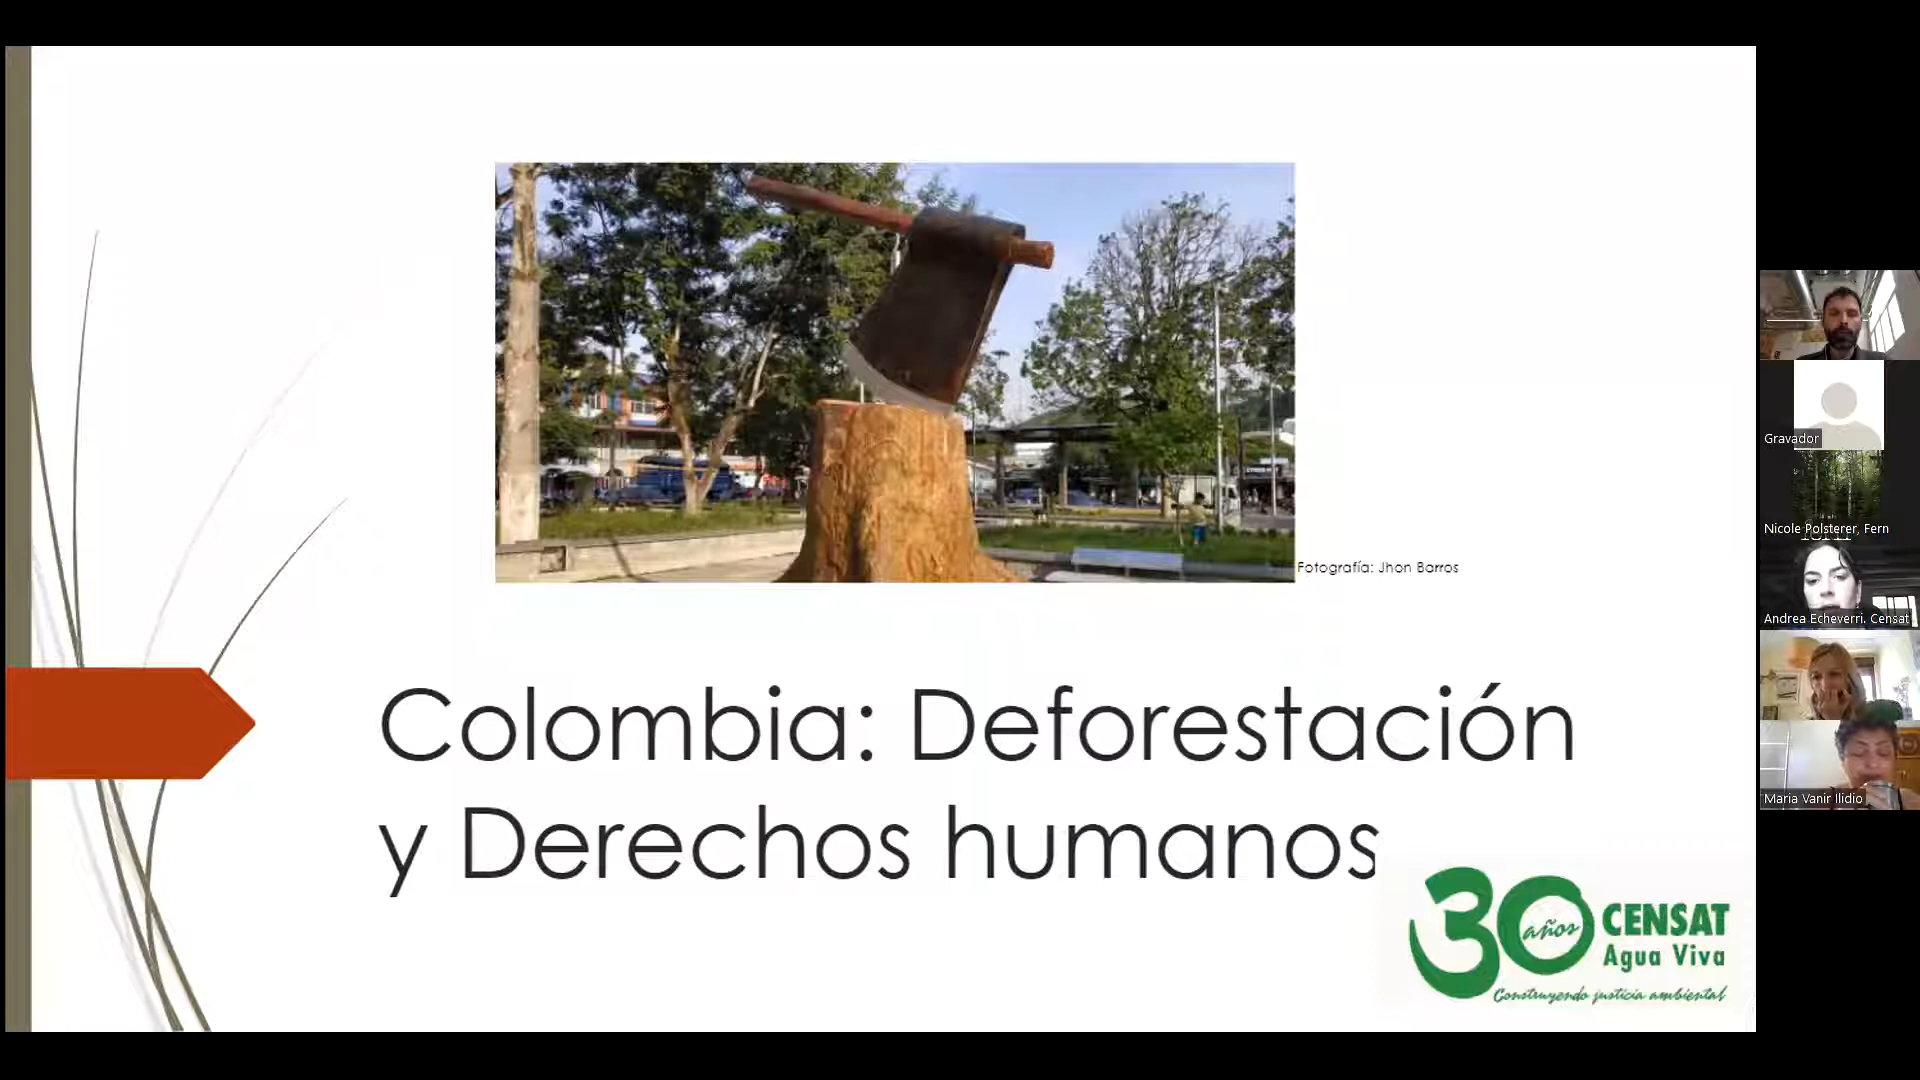 Fotografía: Jhon Barros
Colombia: Deforestación
y Derechos humanos
30 años
CENSAT
Agua Viva
Construyendo justicia ambiental
Gravador
Nicole Polsterer, Fern
Andrea Echeverri. Censat
Maria Vanir Ilidio